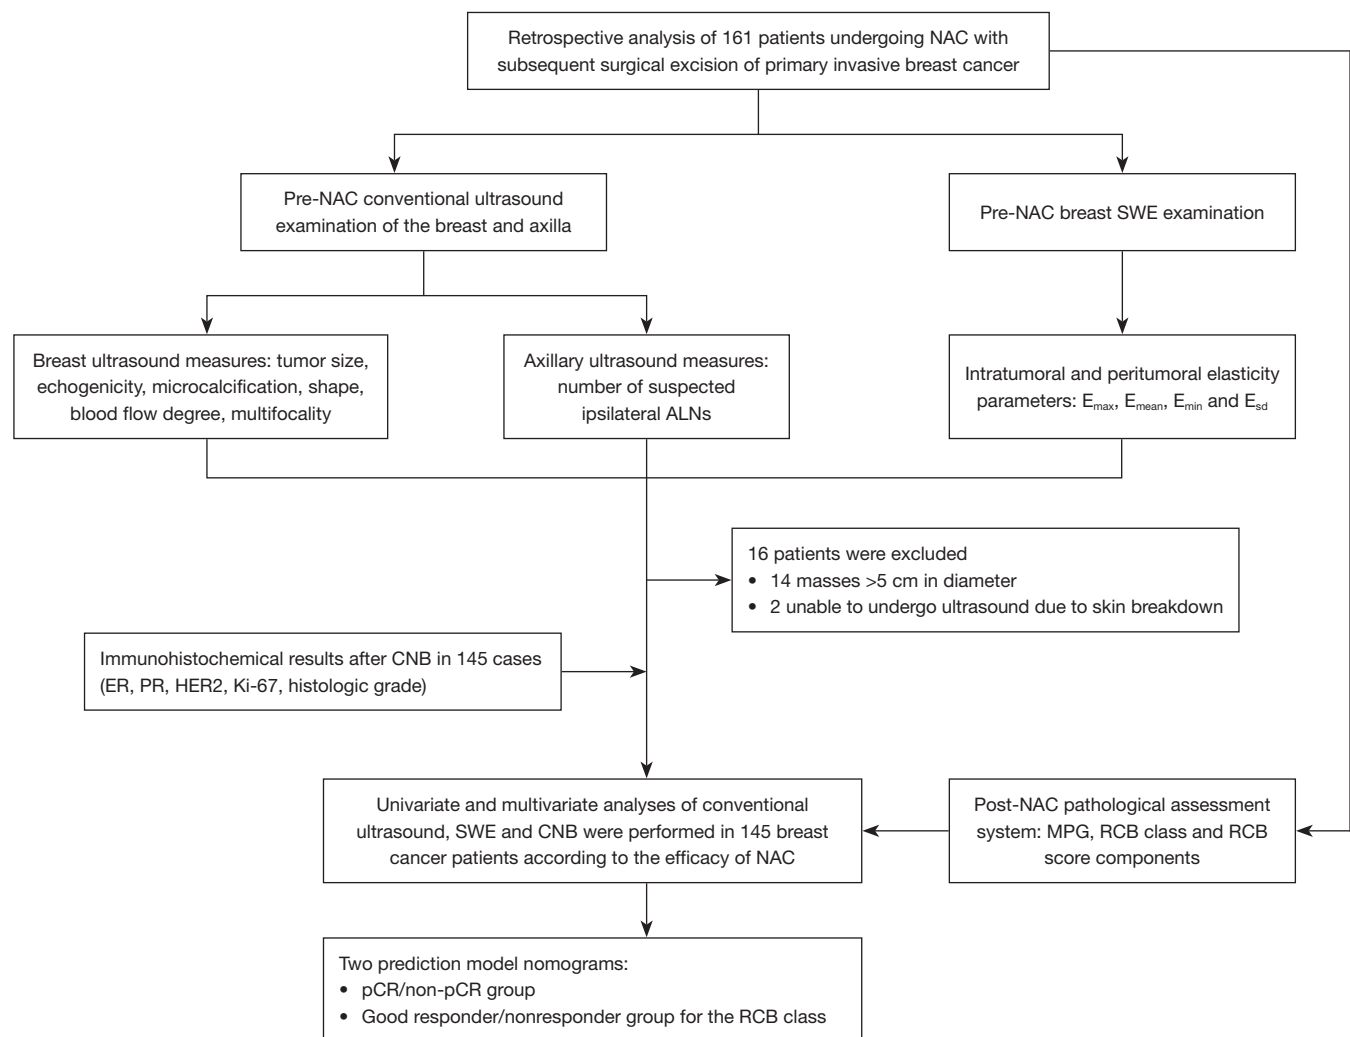 Retrospective analysis of 161 patients undergoing NAC with
subsequent surgical excision of primary invasive breast cancer
Pre-NAC conventional ultrasound
examination of the breast and axilla
Pre-NAC breast SWE examination
Breast ultrasound measures: tumor size,
echogenicity, microcalcification, shape,
blood flow degree, multifocality
Axillary ultrasound measures:
number of suspected
ipsilateral ALNs
Intratumoral and peritumoral elasticity
parameters: Emax, Emean, Emin and Esd
16 patients were excluded
• 14 masses >5 cm in diameter
• 2 unable to undergo ultrasound due to skin breakdown
Immunohistochemical results after CNB in 145 cases
(ER, PR, HER2, Ki-67, histologic grade)
Univariate and multivariate analyses of conventional
ultrasound, SWE and CNB were performed in 145 breast
cancer patients according to the efficacy of NAC
Post-NAC pathological assessment
system: MPG, RCB class and RCB
score components
Two prediction model nomograms:
• pCR/non-pCR group
• Good responder/nonresponder group for the RCB class